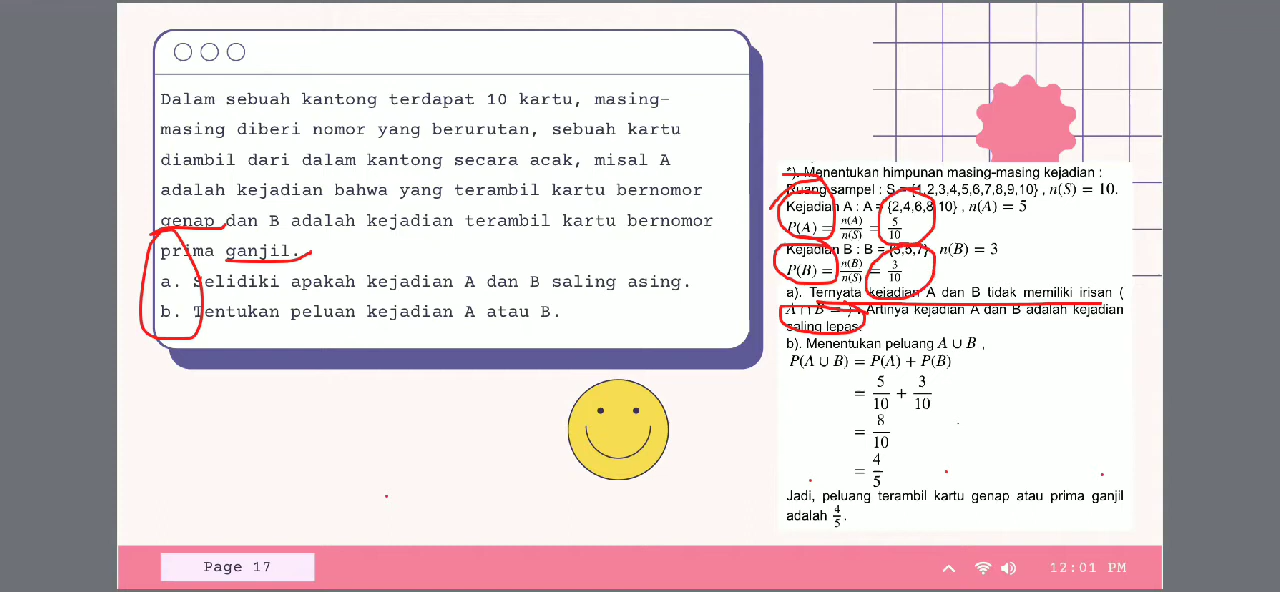 Dalam sebuah kantong terdapat 10 kartu, masing-
masing diberi nomor yang berurutan, sebuah kartu
diambil dari dalam kantong secara acak, misal A
adalah kejadian bahwa yang terambil kartu bernomor
genap dan B adalah kejadian terambil kartu bernomor
prima ganjil.
a. Selidiki apakah kejadian A dan B saling asing.
b. Tentukan peluan kejadian A atau B.
*). Menentukan himpunan masing-masing kejadian :
Ruang sampel : S = {1,2,3,4,5,6,7,8,9,10} , n(S) = 10.
Kejadian A : A = {2,4,6,8,10} , n(A) = 5
P(A) = n(A)/n(S) = 5/10
Kejadian B : B = {3,5,7} n(B) = 3
P(B) = n(B)/n(S) = 3/10
a). Ternyata kejadian A dan B tidak memiliki irisan (
A ∩ B = Artinya kejadian A dan B adalah kejadian
saling lepas.
b). Menentukan peluang A ∪ B ,
P(A ∪ B) = P(A) + P(B)
= 5/10 + 3/10
= 8/10
= 4/5
Jadi, peluang terambil kartu genap atau prima ganjil
adalah 4/5.
Page 17
12:01 PM